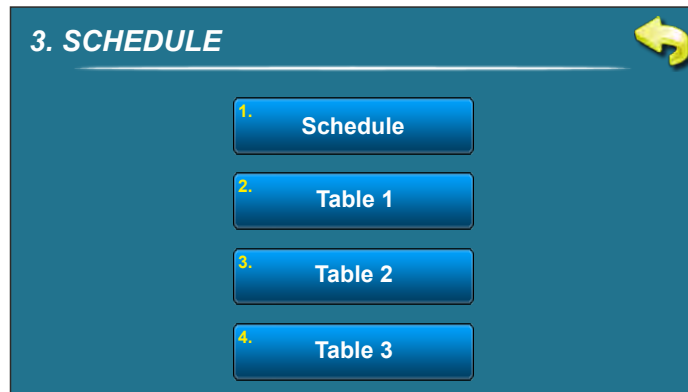 3. SCHEDULE
1.
Schedule
2.
Table 1
3.
Table 2
4.
Table 3